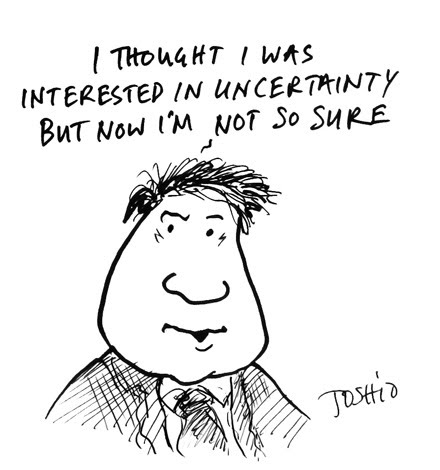 I THOUGHT I WAS
INTERESTED IN UNCERTAINTY
BUT NOW I'M NOT SO SURE
JOSHiO